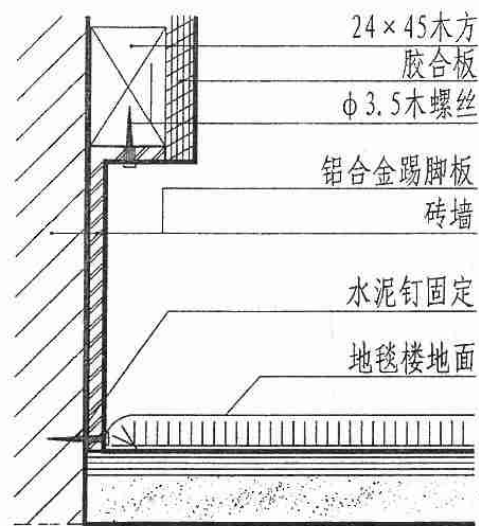 24×45木方
胶合板
φ3.5木螺丝
铝合金踢脚板
砖墙
水泥钉固定
地毯楼地面